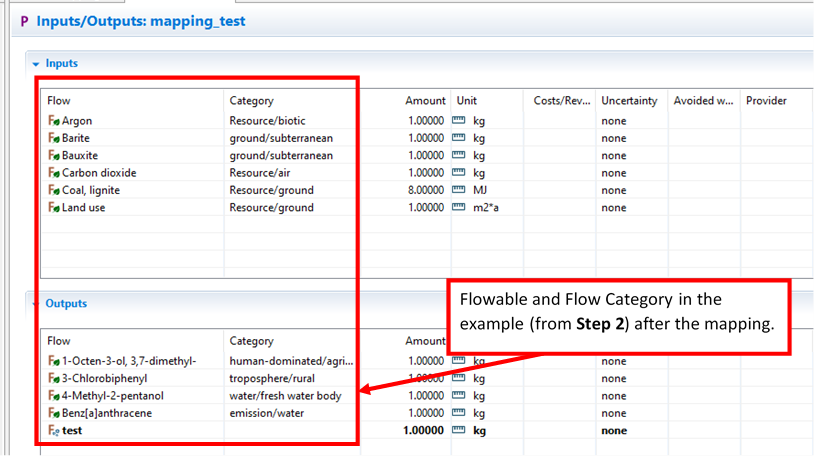 P Inputs/Outputs: mapping_test
Inputs
Flow Category Amount Unit Costs/Rev... Uncertainty Avoided w... Provider
F Argon Resource/biotic 1.00000 kg none
F Barite ground/subterranean 1.00000 kg none
F Bauxite ground/subterranean 1.00000 kg none
F Carbon dioxide Resource/air 1.00000 kg none
F Coal, lignite Resource/ground 8.00000 MJ none
F Land use Resource/ground 1.00000 m2*a none
Outputs
Flowable and Flow Category in the
example (from Step 2) after the mapping.
Flow Category Amount
F 1-Octen-3-ol, 3,7-dimethyl- human-dominated/agri... 1.00000 kg none
F 3-Chlorobiphenyl troposphere/rural 1.00000 kg none
F 4-Methyl-2-pentanol water/fresh water body 1.00000 kg none
F Benz[a]anthracene emission/water 1.00000 kg none
F test 1.00000 kg none